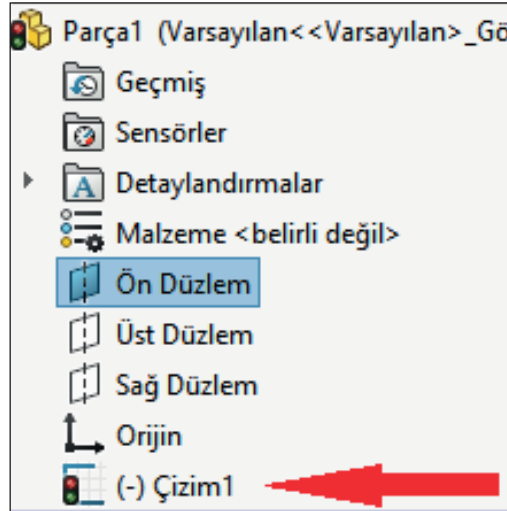 Parça1 (Varsayılan<<Varsayılan>_Gö
Geçmiş
Sensörler
A Detaylandırmalar
Malzeme <belirli değil>
Ön Düzlem
Üst Düzlem
Sağ Düzlem
Orijin
(-) Çizim1